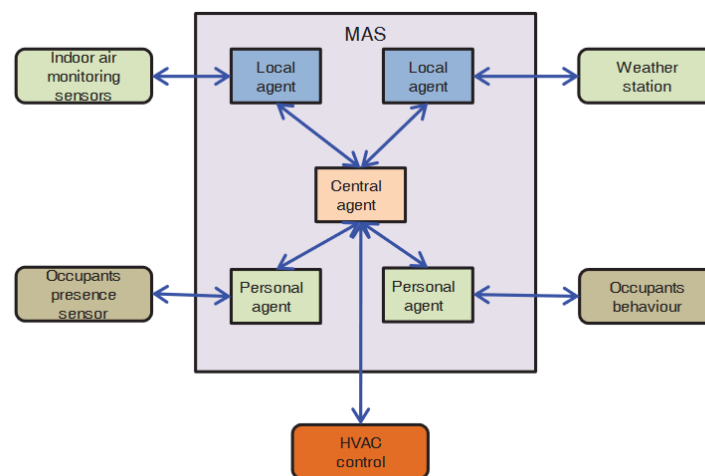 MAS
Indoor air
monitoring
sensors
Local
agent
Local
agent
Weather
station
Central
agent
Occupants
presence
sensor
Personal
agent
Personal
agent
Occupants
behaviour
HVAC
control